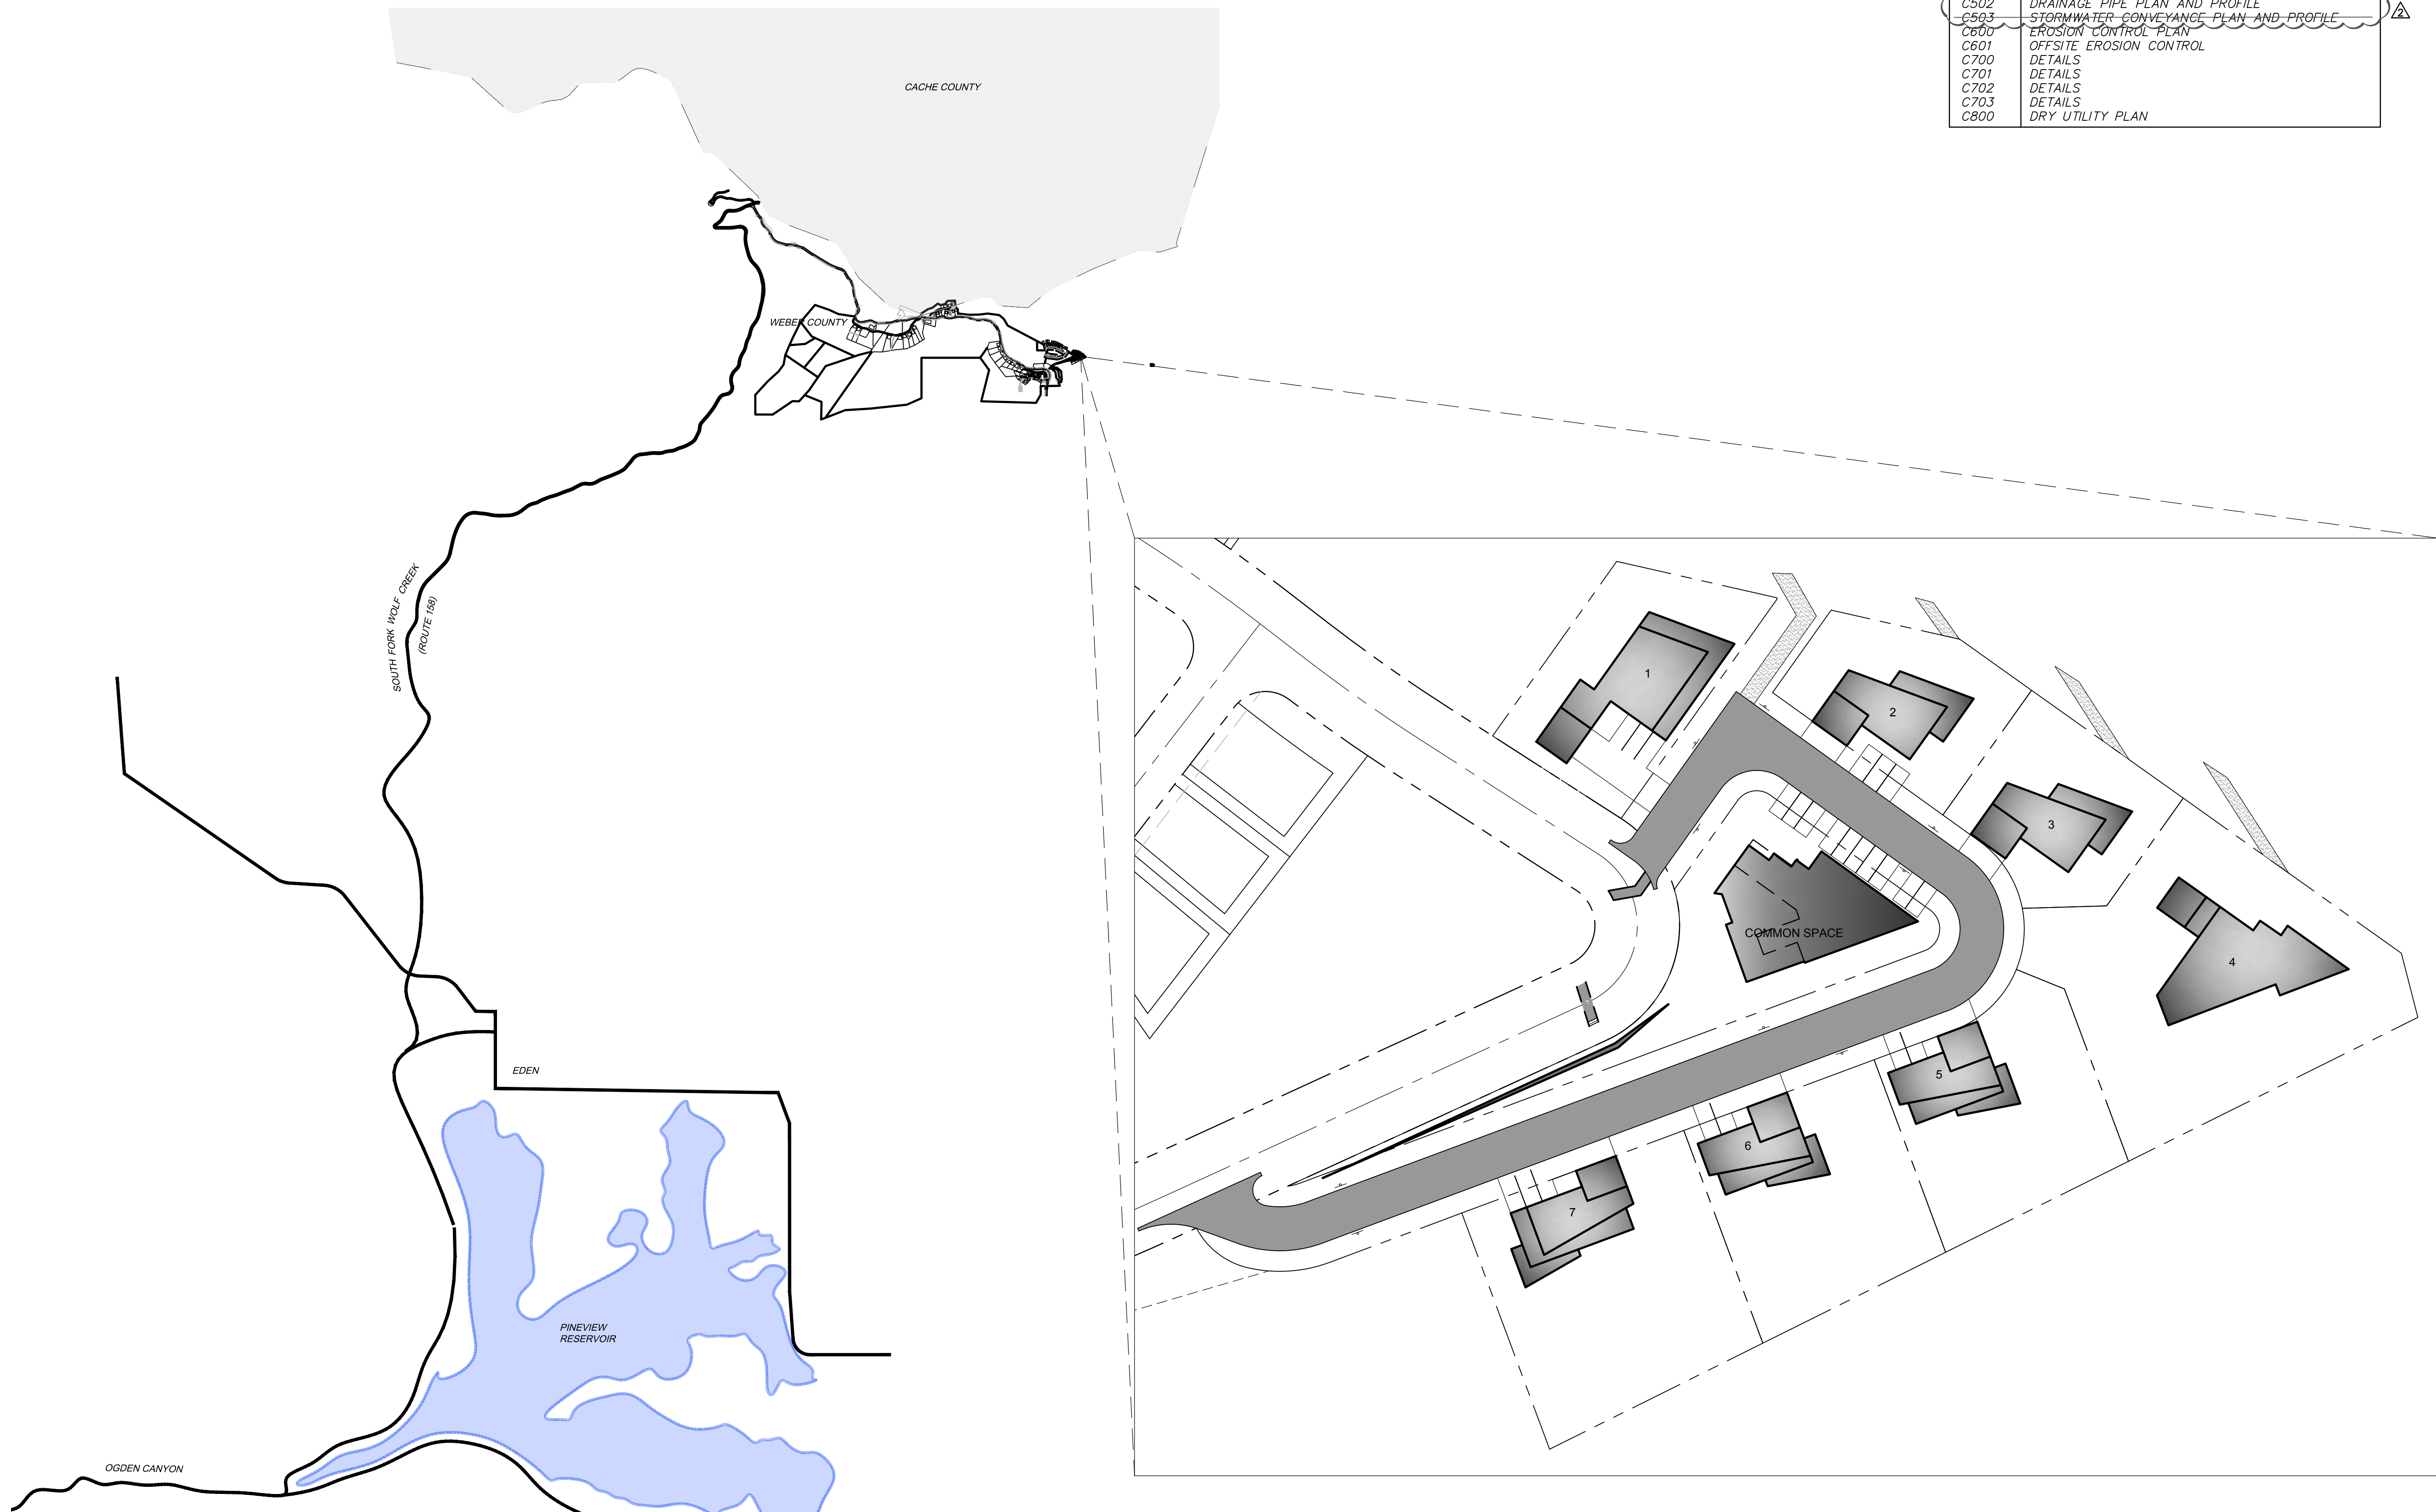 C502 DRAINAGE PIPE PLAN AND PROFILE
C503 STORMWATER CONVEYANCE PLAN AND PROFILE
2
C600 EROSION CONTROL PLAN
C601 OFFSITE EROSION CONTROL
C700 DETAILS
C701 DETAILS
C702 DETAILS
C703 DETAILS
C800 DRY UTILITY PLAN
CACHE COUNTY
WEBER COUNTY
SOUTH FORK WOLF CREEK
(ROUTE 158)
1
2
3
COMMON SPACE
4
5
6
7
EDEN
PINEVIEW
RESERVOIR
OGDEN CANYON